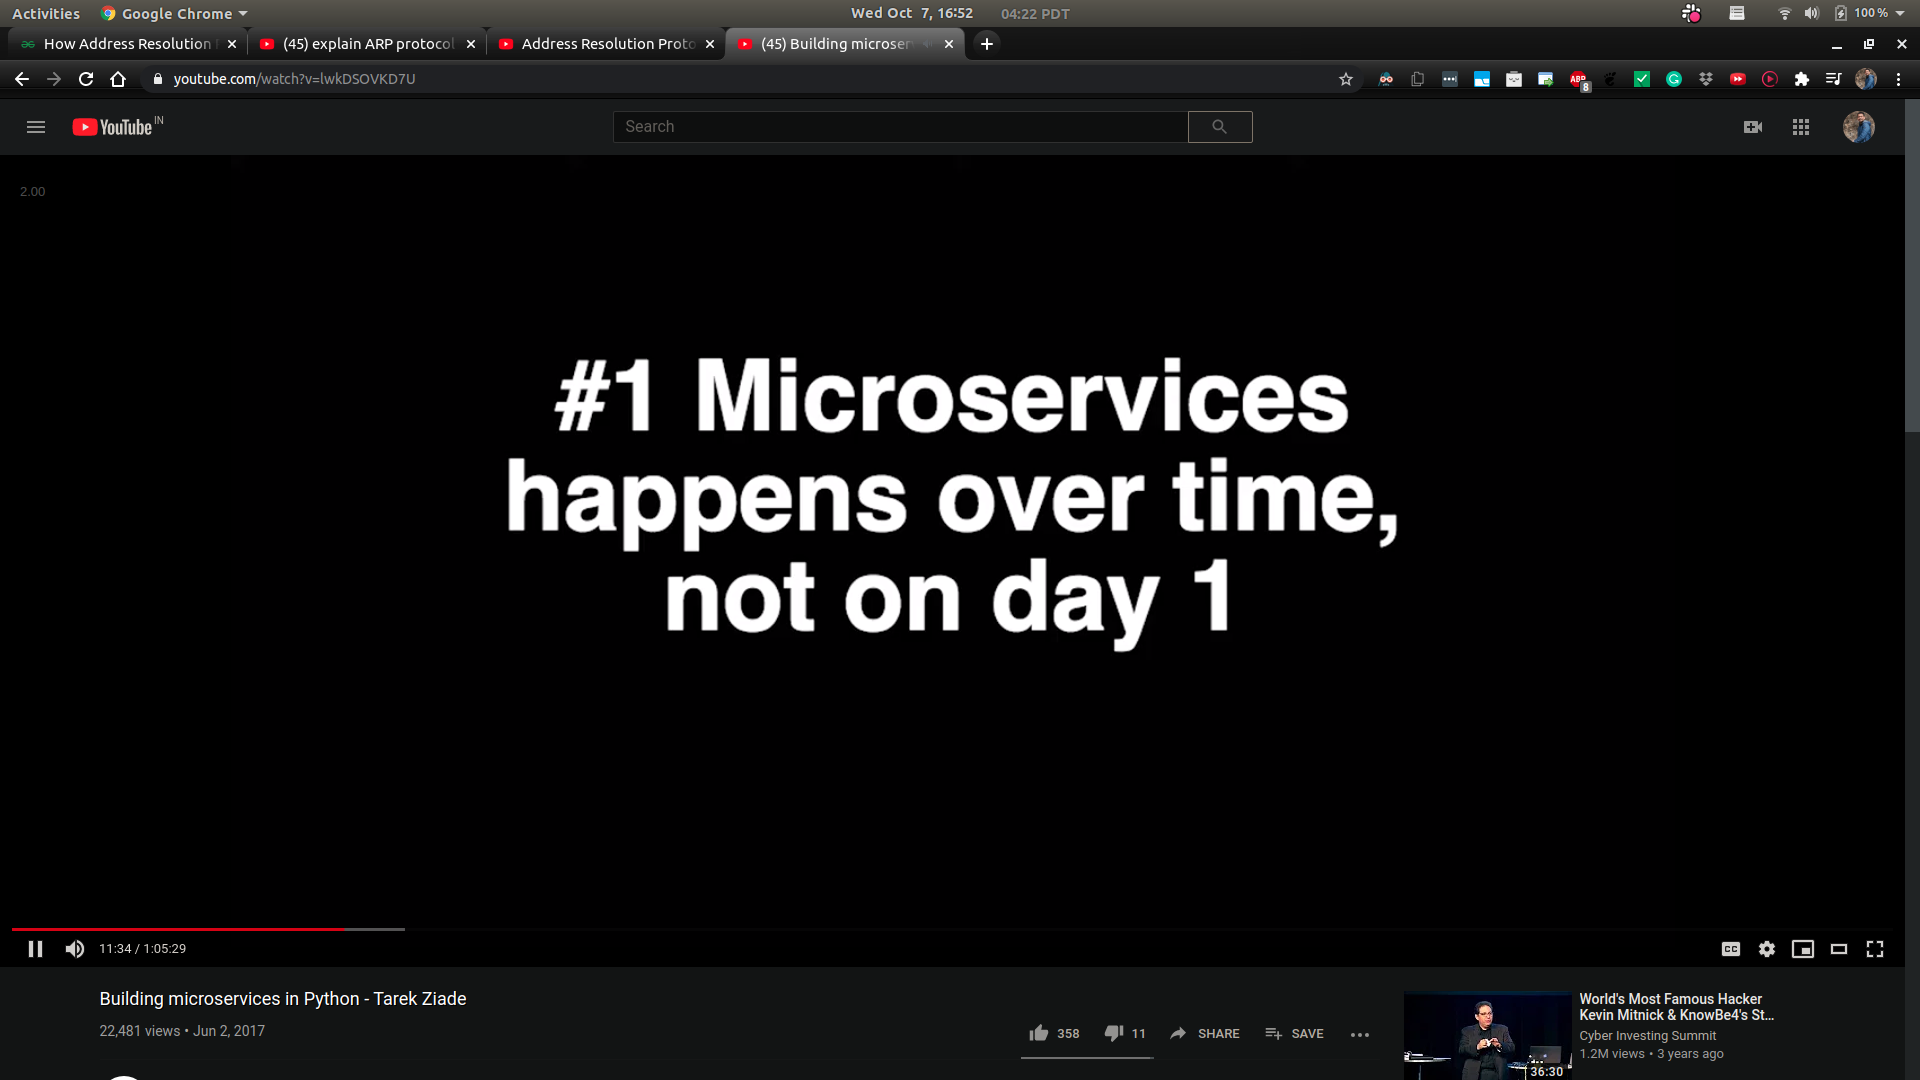 Activities Google Chrome Wed Oct 7, 16:52 04:22 PDT 100 %
How Address Resolution (45) explain ARP protocol Address Resolution Proto (45) Building microser
youtube.com/watch?v=lwkDSOVKD7U ABP 8
YouTube IN Search
2.00
#1 Microservices
happens over time,
not on day 1
11:34 / 1:05:29 CC
Building microservices in Python - Tarek Ziade
22,481 views • Jun 2, 2017
358 11 SHARE SAVE
World's Most Famous Hacker
Kevin Mitnick & KnowBe4's St...
Cyber Investing Summit
1.2M views • 3 years ago
36:30